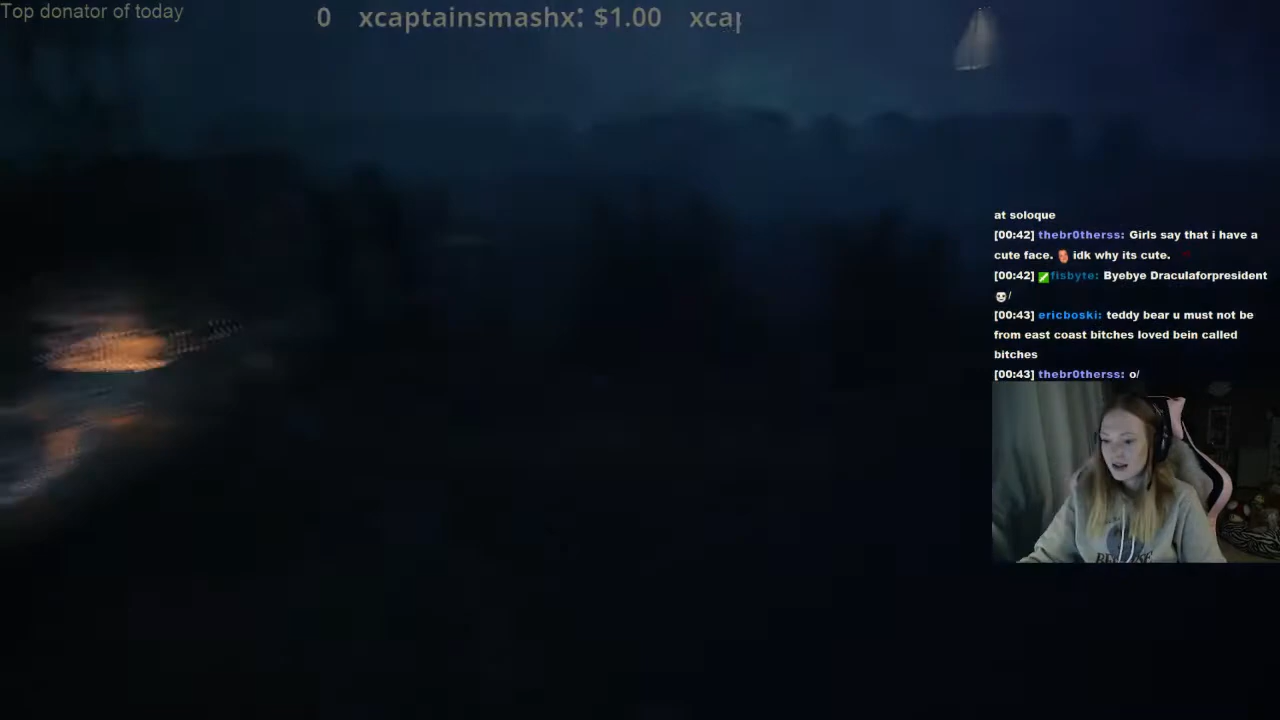 Top donator of today
0 xcaptainsmashx: $1.00 xcap
at soloque
[00:42] thebr0therss: Girls say that i have a
cute face. idk why its cute.
[00:42] fisbyte: Byebye Draculaforpresident
/
[00:43] ericboski: teddy bear u must not be
from east coast bitches loved bein called
bitches
[00:43] thebr0therss: o/